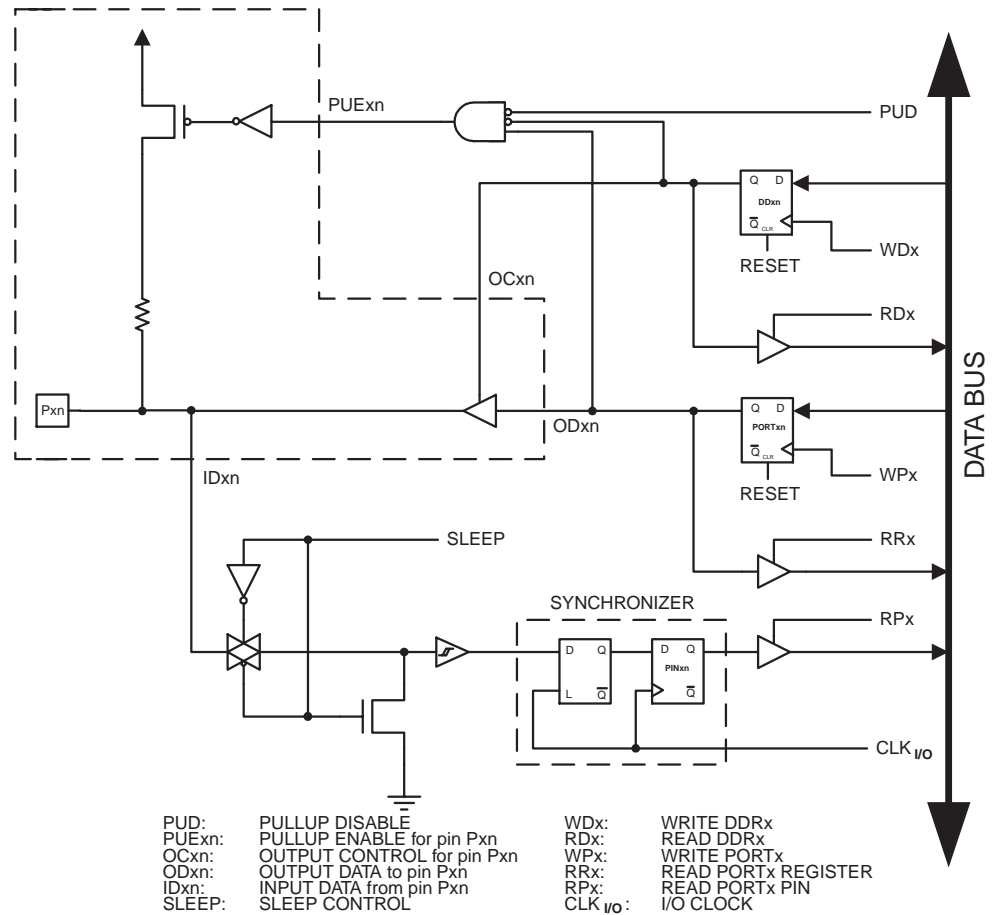 PUExn
PUD
Q D
DDxn
Q CLR
WDx
RESET
OCxn
RDx
Pxn
ODxn
Q D
PORTxn
Q CLR
WPx
RESET
IDxn
DATA BUS
SLEEP
RRx
SYNCHRONIZER
RPx
D Q
L Q
D Q
PINxn
Q
CLK I/O
PUD: PULLUP DISABLE
PUExn: PULLUP ENABLE for pin Pxn
OCxn: OUTPUT CONTROL for pin Pxn
ODxn: OUTPUT DATA to pin Pxn
IDxn: INPUT DATA from pin Pxn
SLEEP: SLEEP CONTROL
WDx: WRITE DDRx
RDx: READ DDRx
WPx: WRITE PORTx
RRx: READ PORTx REGISTER
RPx: READ PORTx PIN
CLK I/O: I/O CLOCK